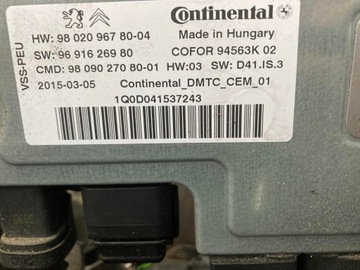 Continental
HW: 98 020 967 80-04
Made in Hungary
SW: 96 916 269 80
COFOR 94563K 02
CMD: 98 090 270 80-01 HW:03 SW: D41.IS.3
2015-03-05 Continental_DMTC_CEM_01
1Q0D041537243
VSS-PEU